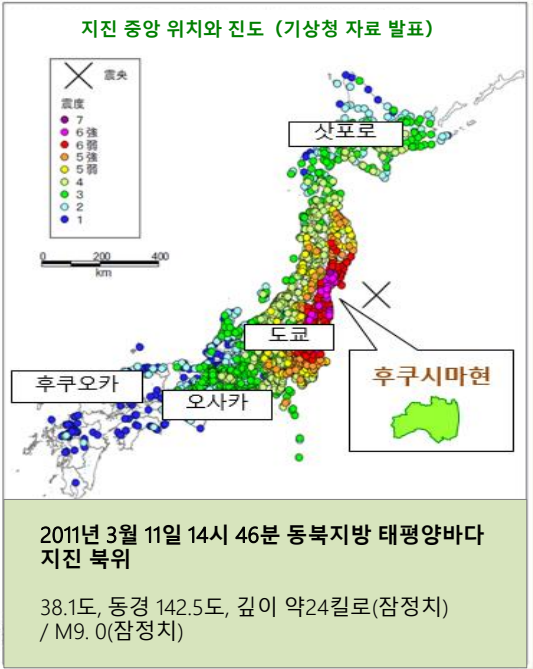 지진 중앙 위치와 진도 (기상청 자료 발표)
震央
震度
7
6強
6弱
5強
5弱
4
3
2
1
0 200 400
km
삿포로
도쿄
후쿠시마현
후쿠오카
오사카
2011년 3월 11일 14시 46분 동북지방 태평양바다
지진 북위
38.1도, 동경 142.5도, 깊이 약24킬로(잠정치)
/ M9. 0(잠정치)